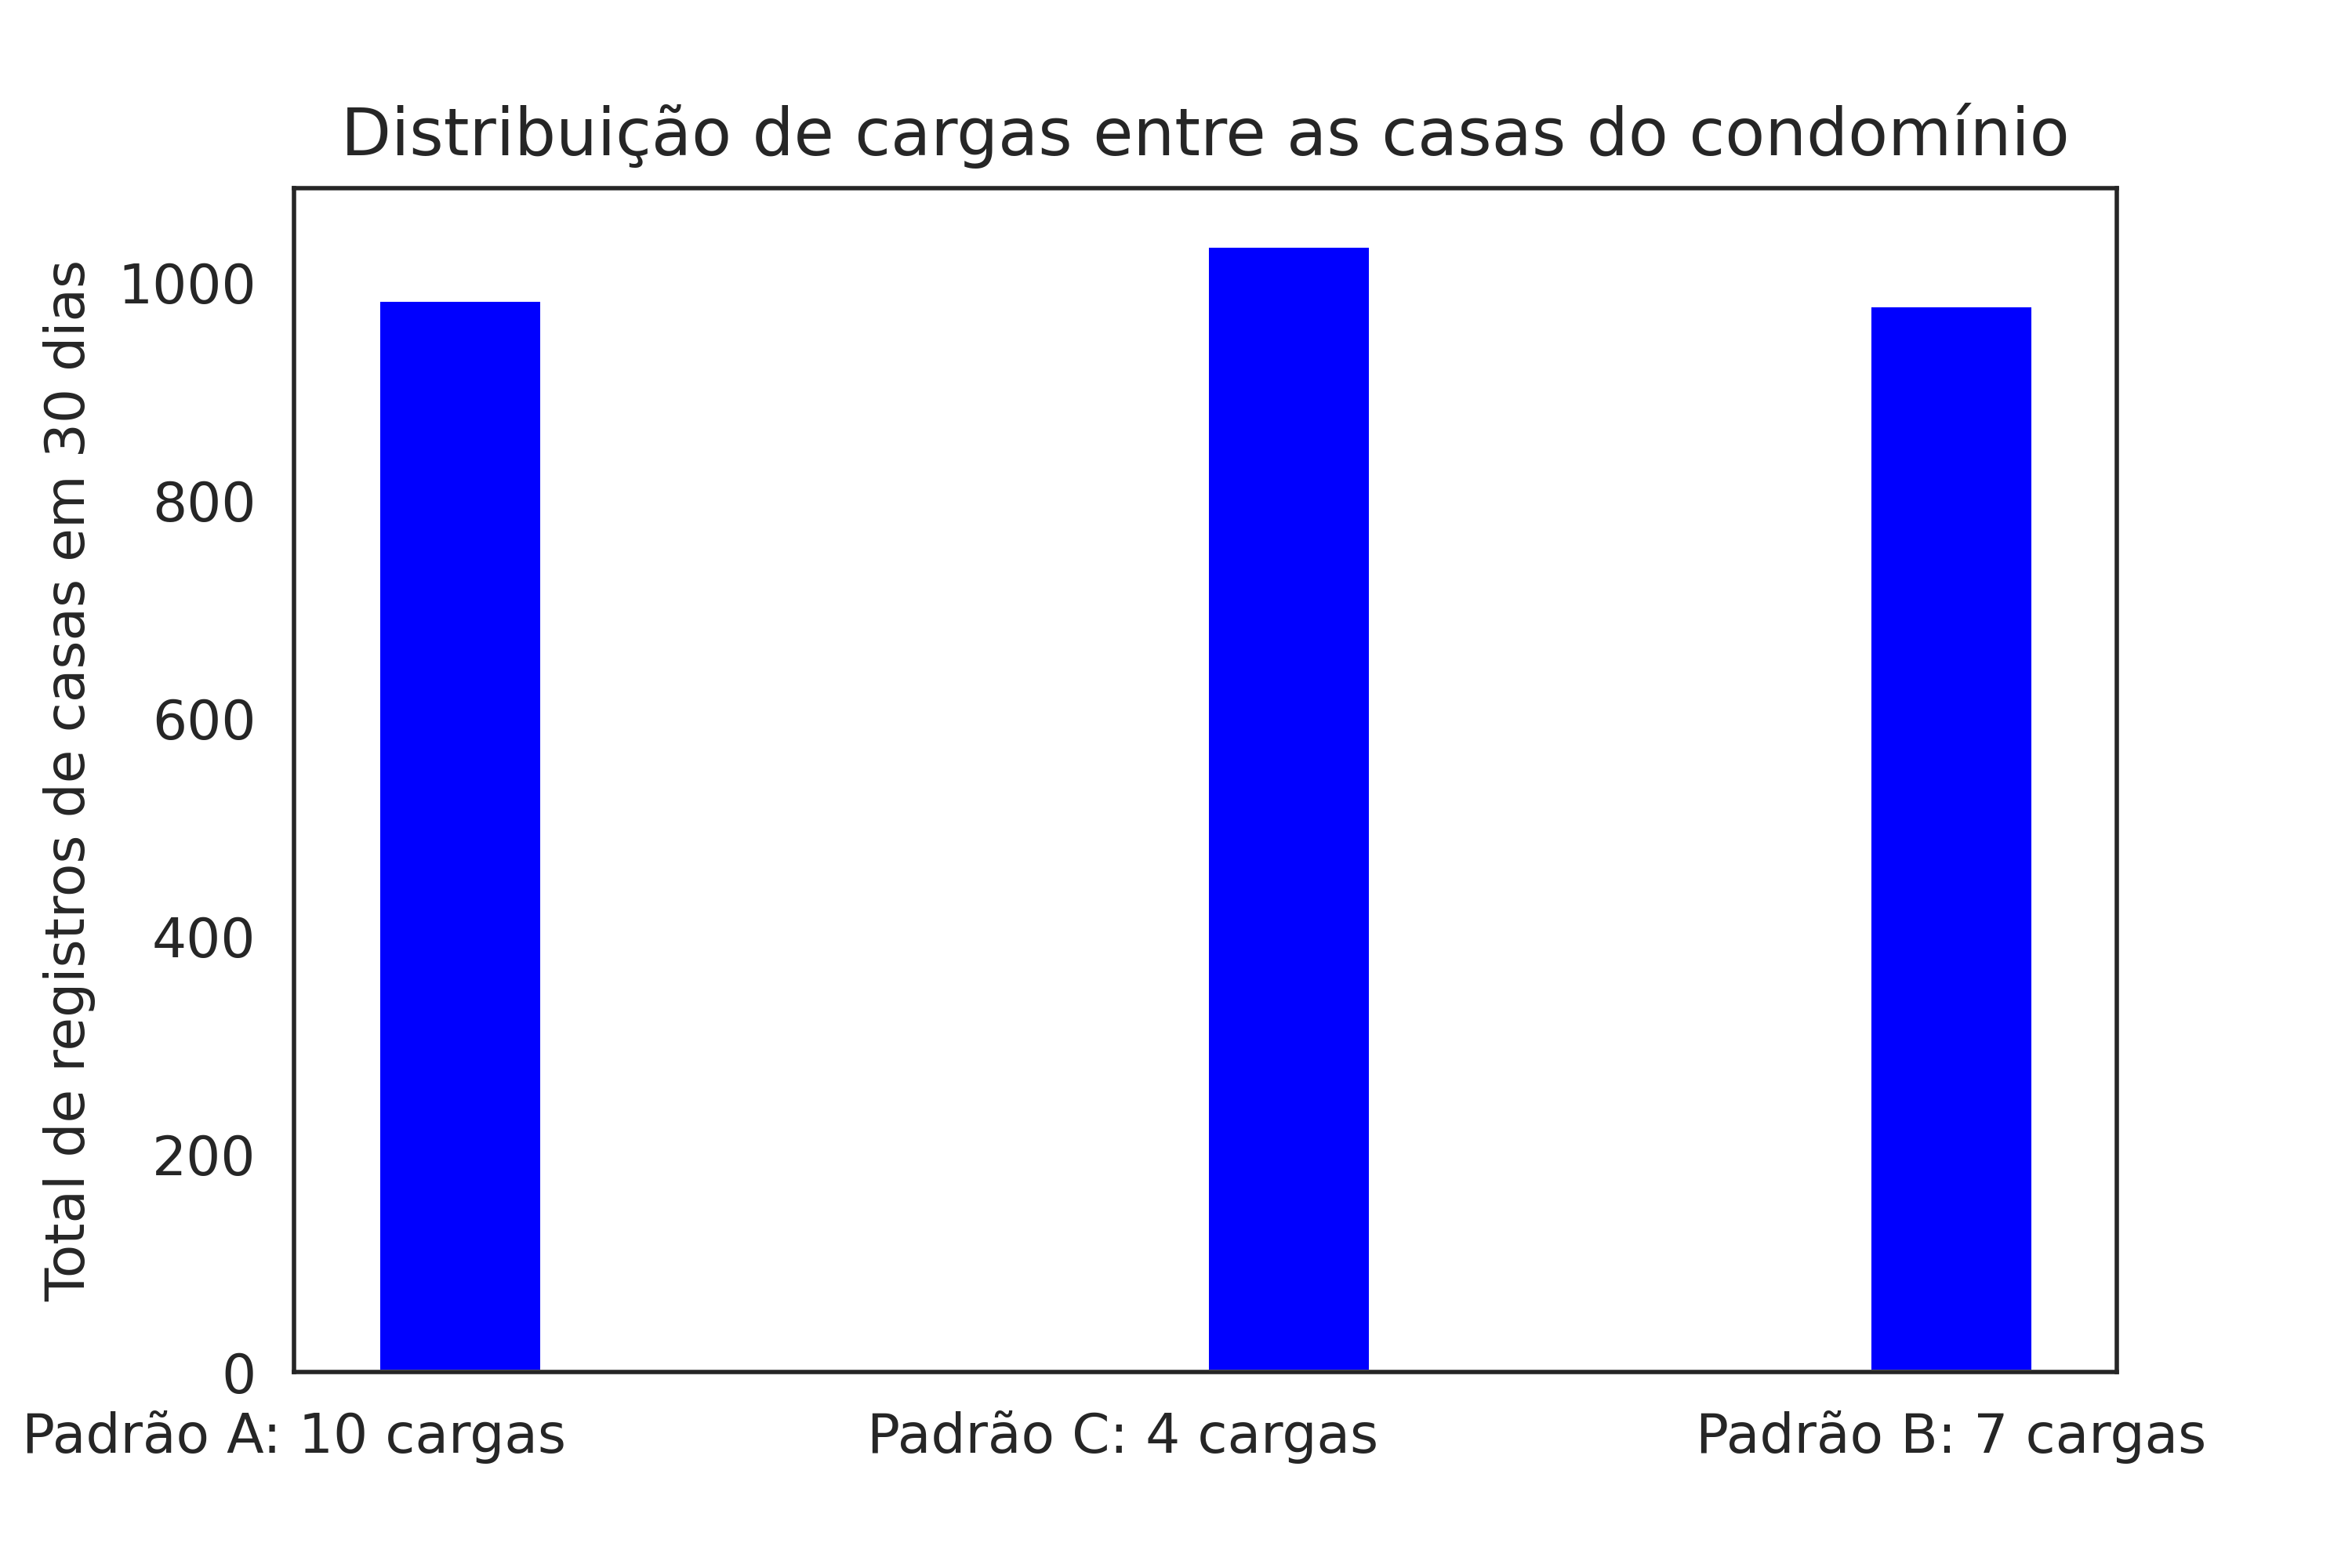 Distribuição de cargas entre as casas do condomínio
Total de registros de casas em 30 dias
1000
800
600
400
200
0
Padrão A: 10 cargas
Padrão C: 4 cargas
Padrão B: 7 cargas